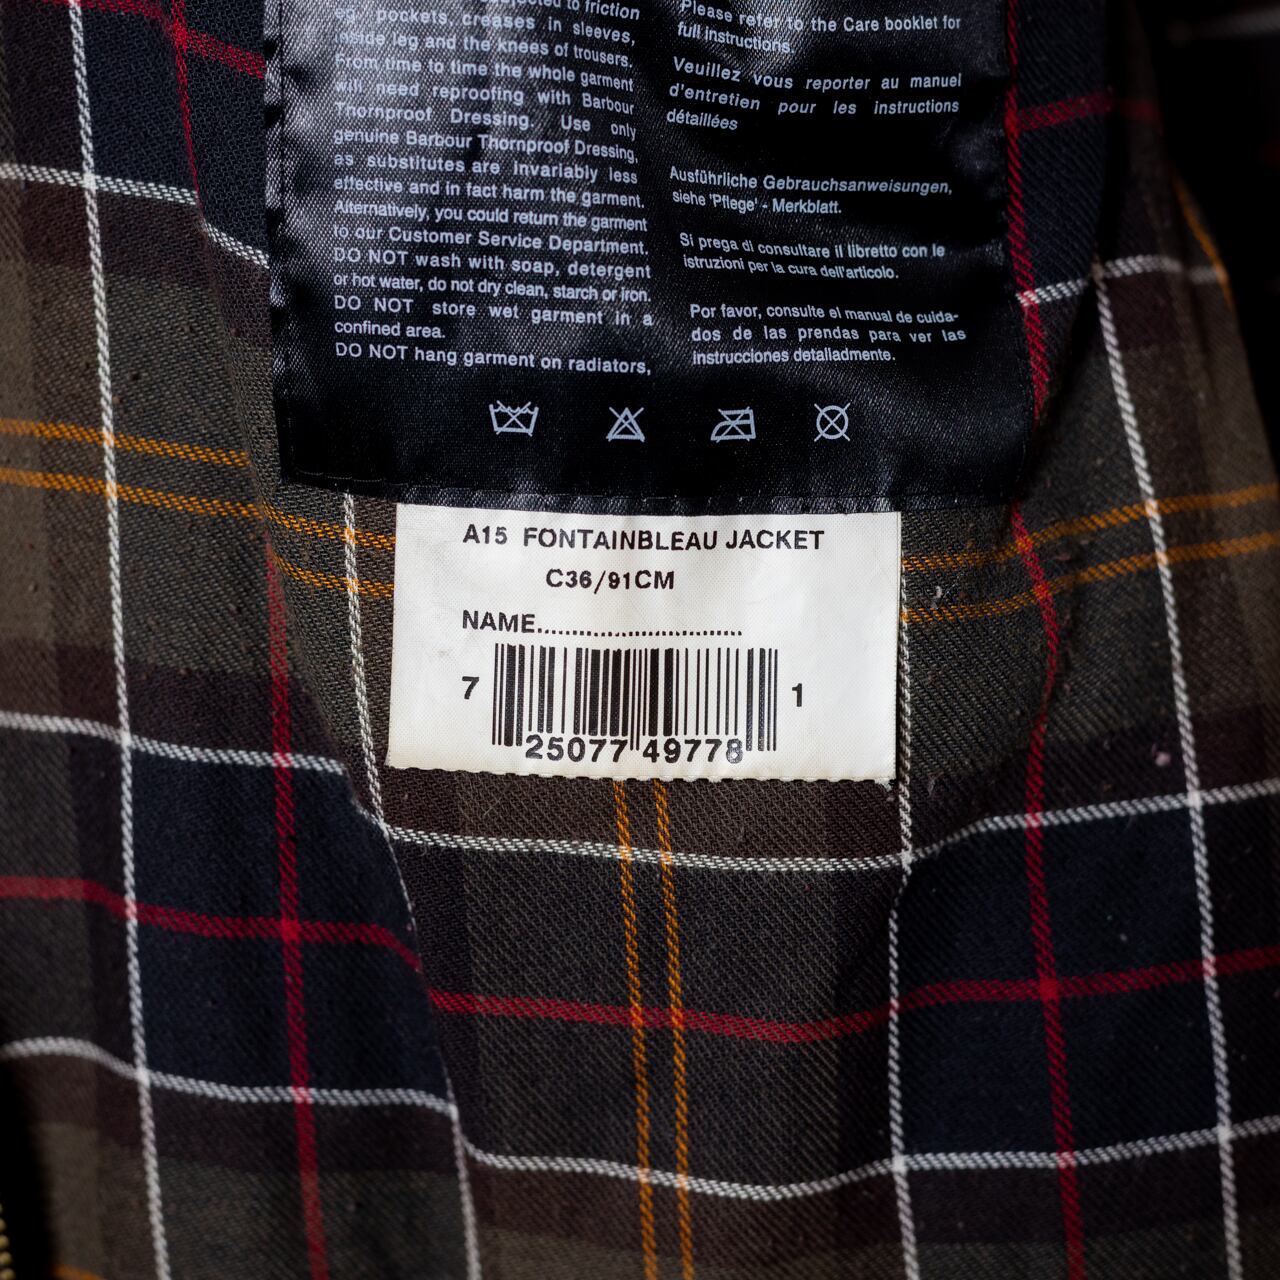 to friction
eg. pockets, creases in sleeves,
inside leg and the knees of trousers.
From time to time the whole garment
will need reproofing with Barbour
Thornproof Dressing. Use only
genuine Barbour Thornproof Dressing,
as substitutes are invariably less
effective and in fact harm the garment.
Alternatively, you could return the garment
to our Customer Service Department.
DO NOT wash with soap, detergent
or hot water, do not dry clean, starch or iron.
DO NOT store wet garment in a
confined area.
DO NOT hang garment on radiators,
Please refer to the Care booklet for
full instructions.
Veuillez vous reporter au manuel
d'entretien pour les instructions
détaillées
Ausführliche Gebrauchsanweisungen,
siehe 'Pflege' - Merkblatt.
Si prega di consultare il libretto con le
istruzioni per la cura dell'articolo.
Por favor, consulte el manual de cuida-
dos de las prendas para ver las
instrucciones detalladmente.
A15 FONTAINBLEAU JACKET
C36/91CM
NAME..............................
7 25077 49778 1